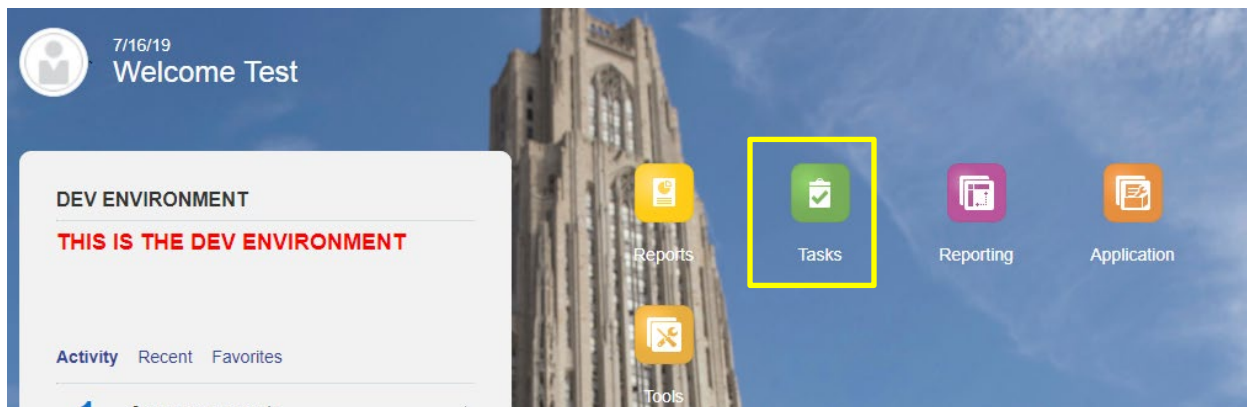 7/16/19
Welcome Test
DEV ENVIRONMENT
THIS IS THE DEV ENVIRONMENT
Activity Recent Favorites
Reports Tasks Reporting Application
Tools